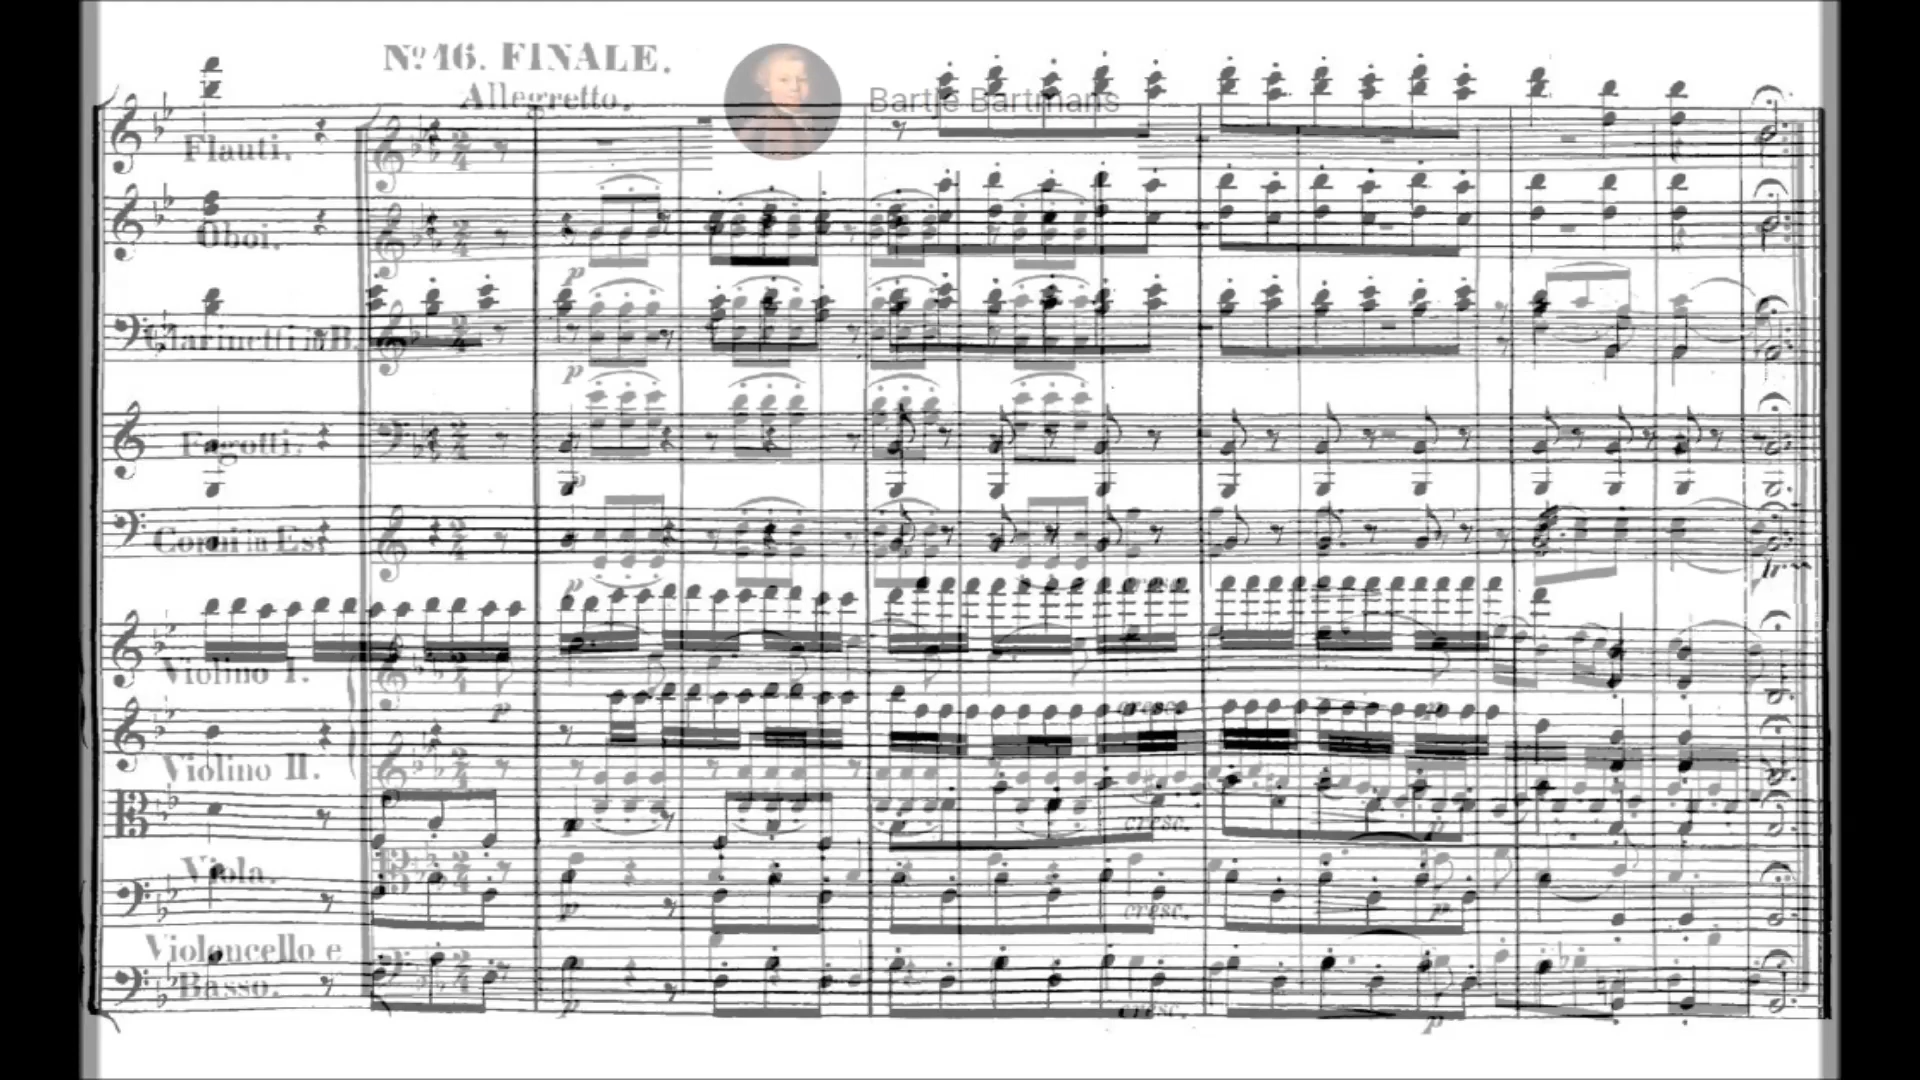 Nº 16. FINALE.
Allegretto.
Bartje Bartmans
Flauti.
Oboi.
p
Clarinetti in B.
p
Fagotti.
p
Corni in Es.
p
cresc.
tr
Violino I.
p
cresc.
p
Violino II.
cresc.
p
Viola.
p
cresc.
p
Violoncello e
Basso.
p
cresc.
p